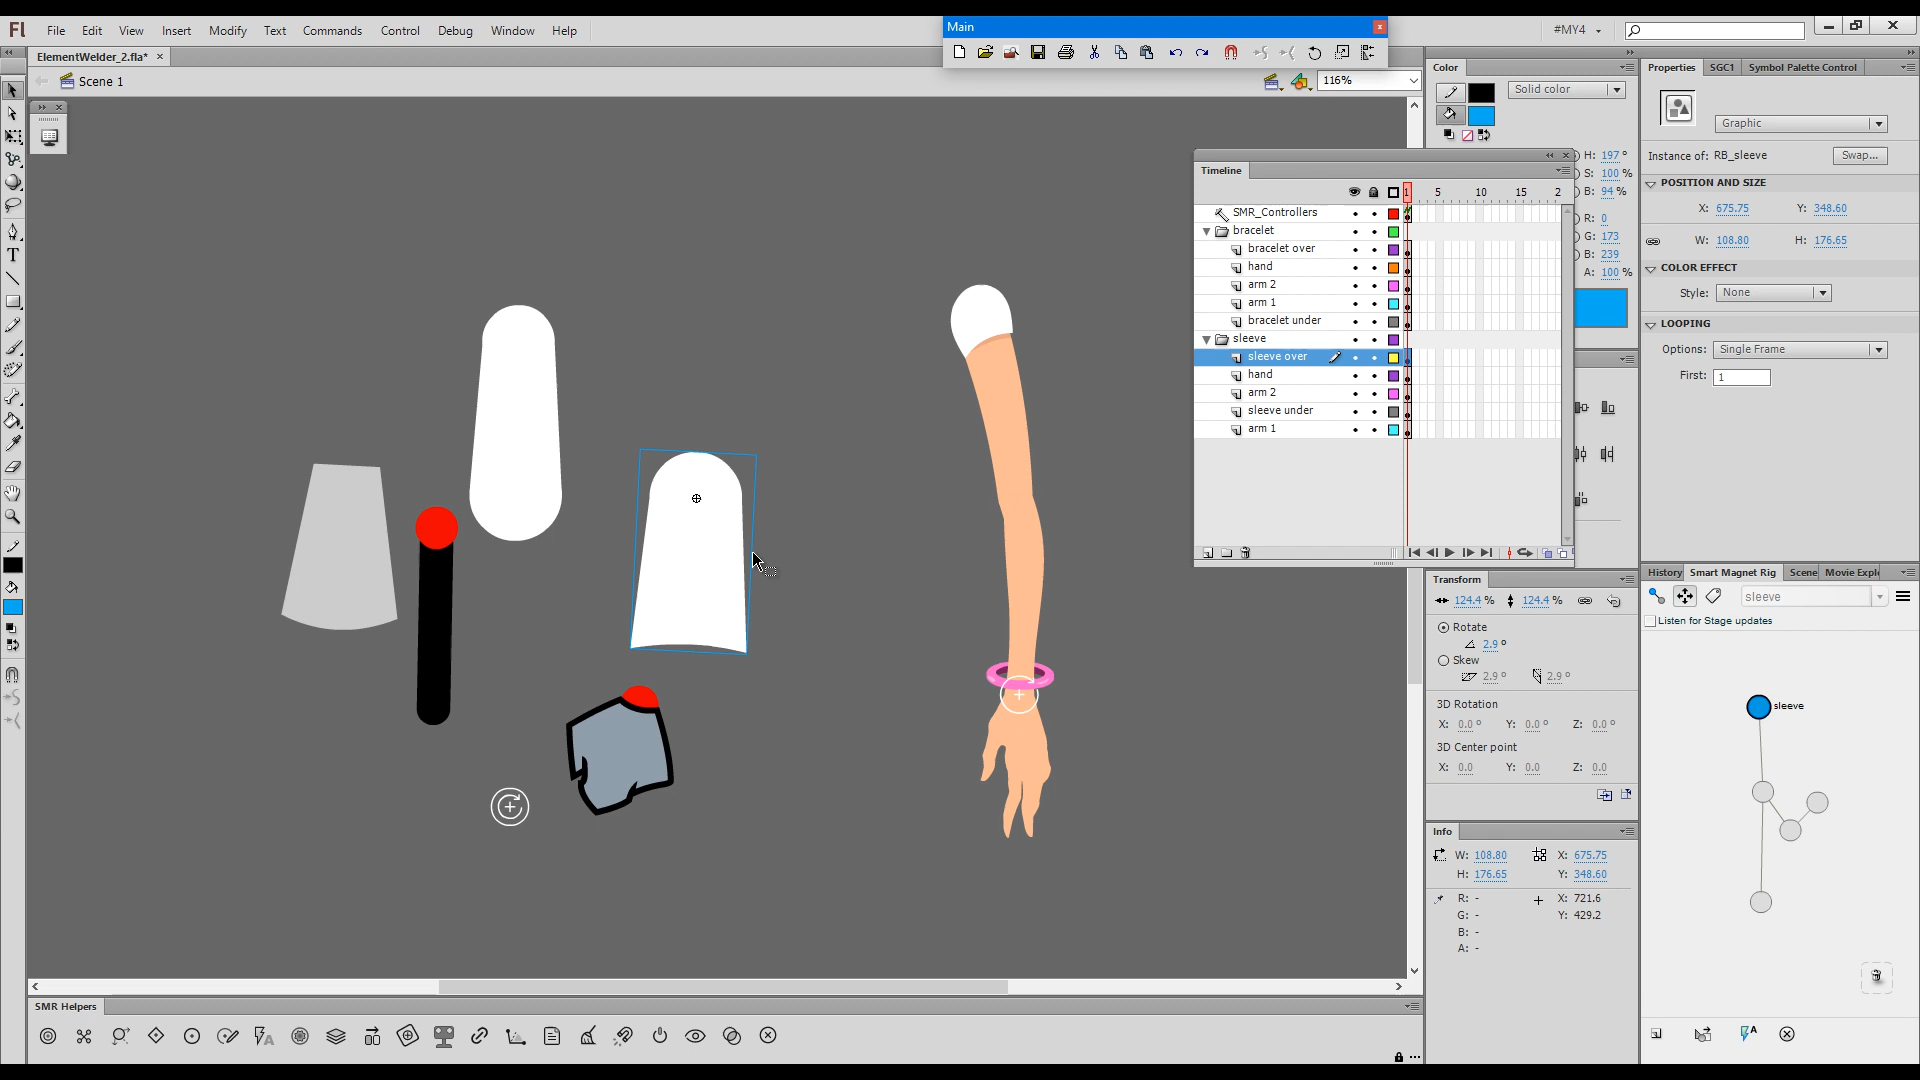 Fl File Edit View Insert Modify Text Commands Control Debug Window Help
Main
#MY4
ElementWelder_2.fla*
Scene 1
116%
Color
Solid color
H: 197 °
S: 100 %
B: 94 %
R: 0
G: 173
B: 239
A: 100 %
Properties SGC1 Symbol Palette Control
Graphic
Instance of: RB_sleeve Swap...
POSITION AND SIZE
X: 675.75 Y: 348.60
W: 108.80 H: 176.65
COLOR EFFECT
Style: None
LOOPING
Options: Single Frame
First: 1
Timeline
1 5 10 15 2
SMR_Controllers
bracelet
bracelet over
hand
arm 2
arm 1
bracelet under
sleeve
sleeve over
hand
arm 2
sleeve under
arm 1
Transform
124.4 % 124.4 %
Rotate
2.9 °
Skew
2.9 ° 2.9 °
3D Rotation
X: 0.0 ° Y: 0.0 ° Z: 0.0 °
3D Center point
X: 0.0 Y: 0.0 Z: 0.0
Info
W: 108.80 X: 675.75
H: 176.65 Y: 348.60
R: - X: 721.6
G: - Y: 429.2
B: -
A: -
History Smart Magnet Rig Scene Movie Expl
sleeve
Listen for Stage updates
sleeve
SMR Helpers